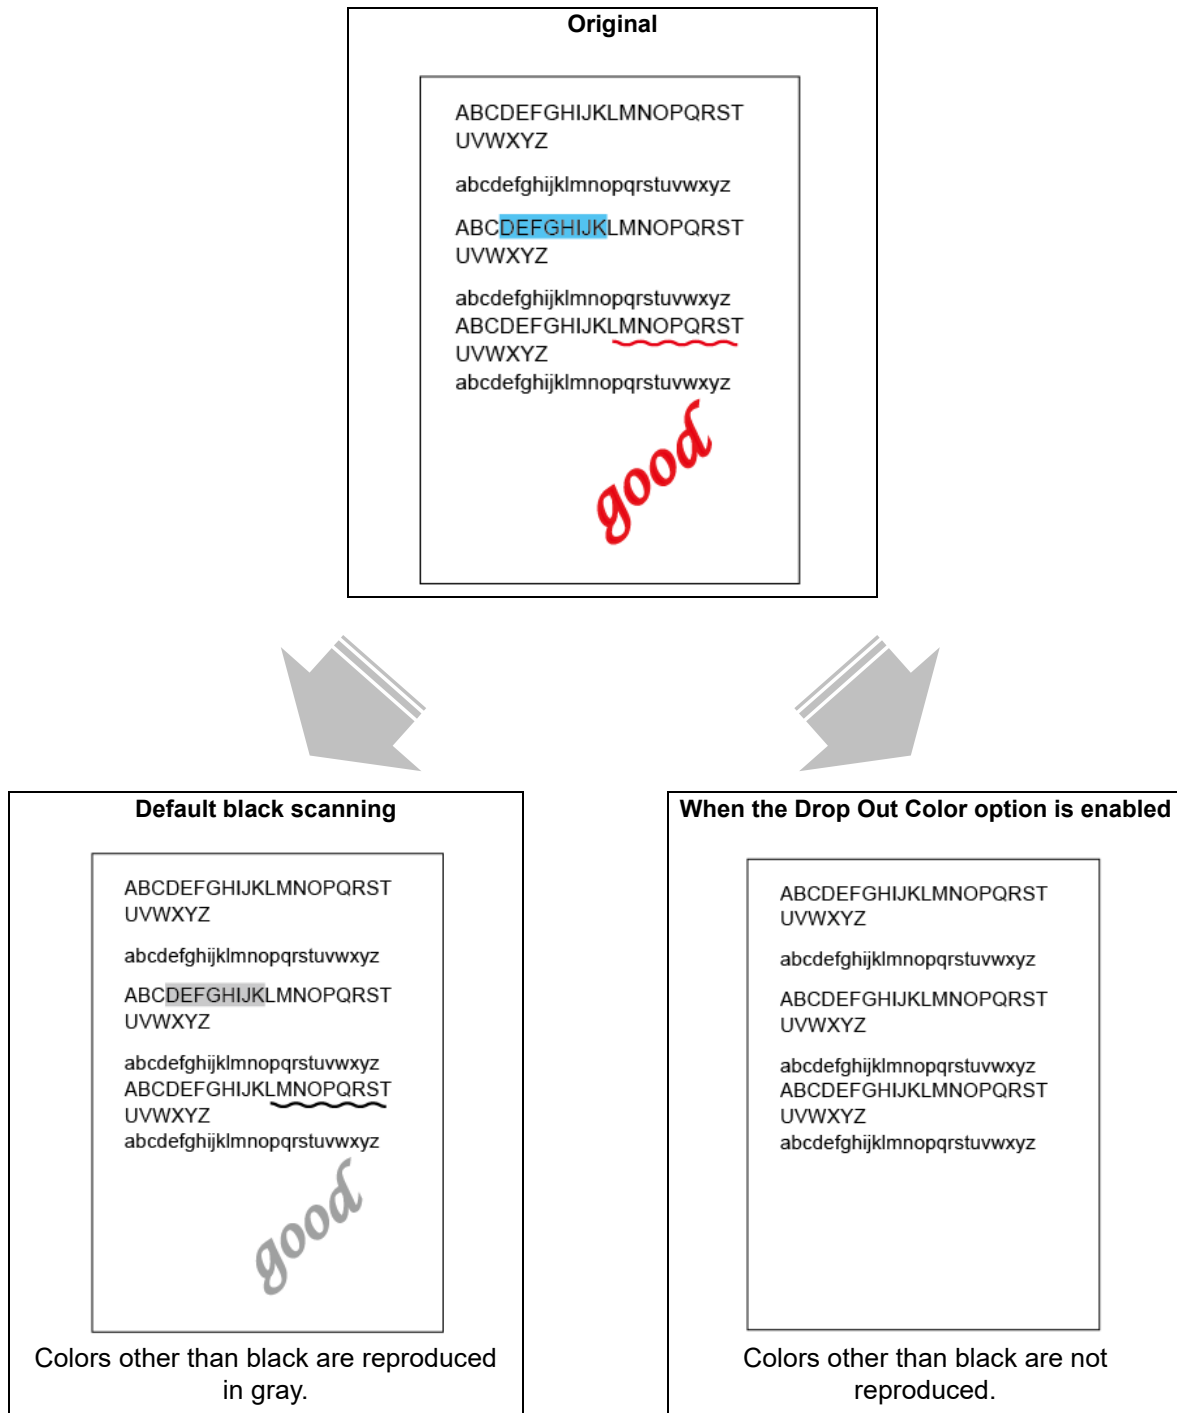 Original
ABCDEFGHIJKLMNOPQRST
UVWXYZ
abcdefghijklmnopqrstuvwxyz
ABCDEFGHIJKLMNOPQRST
UVWXYZ
abcdefghijklmnopqrstuvwxyz
ABCDEFGHIJKLMNOPQRST
UVWXYZ
abcdefghijklmnopqrstuvwxyz
good
Default black scanning
ABCDEFGHIJKLMNOPQRST
UVWXYZ
abcdefghijklmnopqrstuvwxyz
ABCDEFGHIJKLMNOPQRST
UVWXYZ
abcdefghijklmnopqrstuvwxyz
ABCDEFGHIJKLMNOPQRST
UVWXYZ
abcdefghijklmnopqrstuvwxyz
good
Colors other than black are reproduced
in gray.
When the Drop Out Color option is enabled
ABCDEFGHIJKLMNOPQRST
UVWXYZ
abcdefghijklmnopqrstuvwxyz
ABCDEFGHIJKLMNOPQRST
UVWXYZ
abcdefghijklmnopqrstuvwxyz
ABCDEFGHIJKLMNOPQRST
UVWXYZ
abcdefghijklmnopqrstuvwxyz
Colors other than black are not
reproduced.